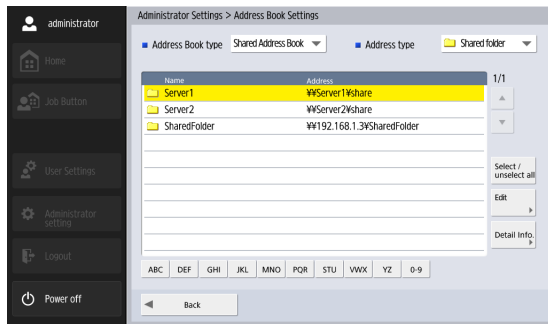 administrator
Home
Job Button
User Settings
Administrator
setting
Logout
Power off
Administrator Settings > Address Book Settings
Address Book type
Shared Address Book
Address type
Shared folder
Name
Address
1/1
Server1
¥¥Server1¥share
Server2
¥¥Server2¥share
SharedFolder
¥¥192.168.1.3¥SharedFolder
Select /
unselect all
Edit
Detail Info.
ABC
DEF
GHI
JKL
MNO
PQR
STU
VWX
YZ
0-9
Back